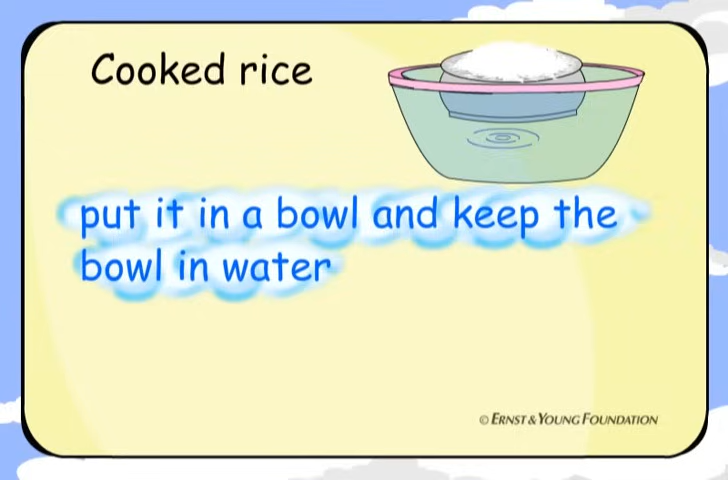 Cooked rice
put it in a bowl and keep the
bowl in water
© ERNST & YOUNG FOUNDATION